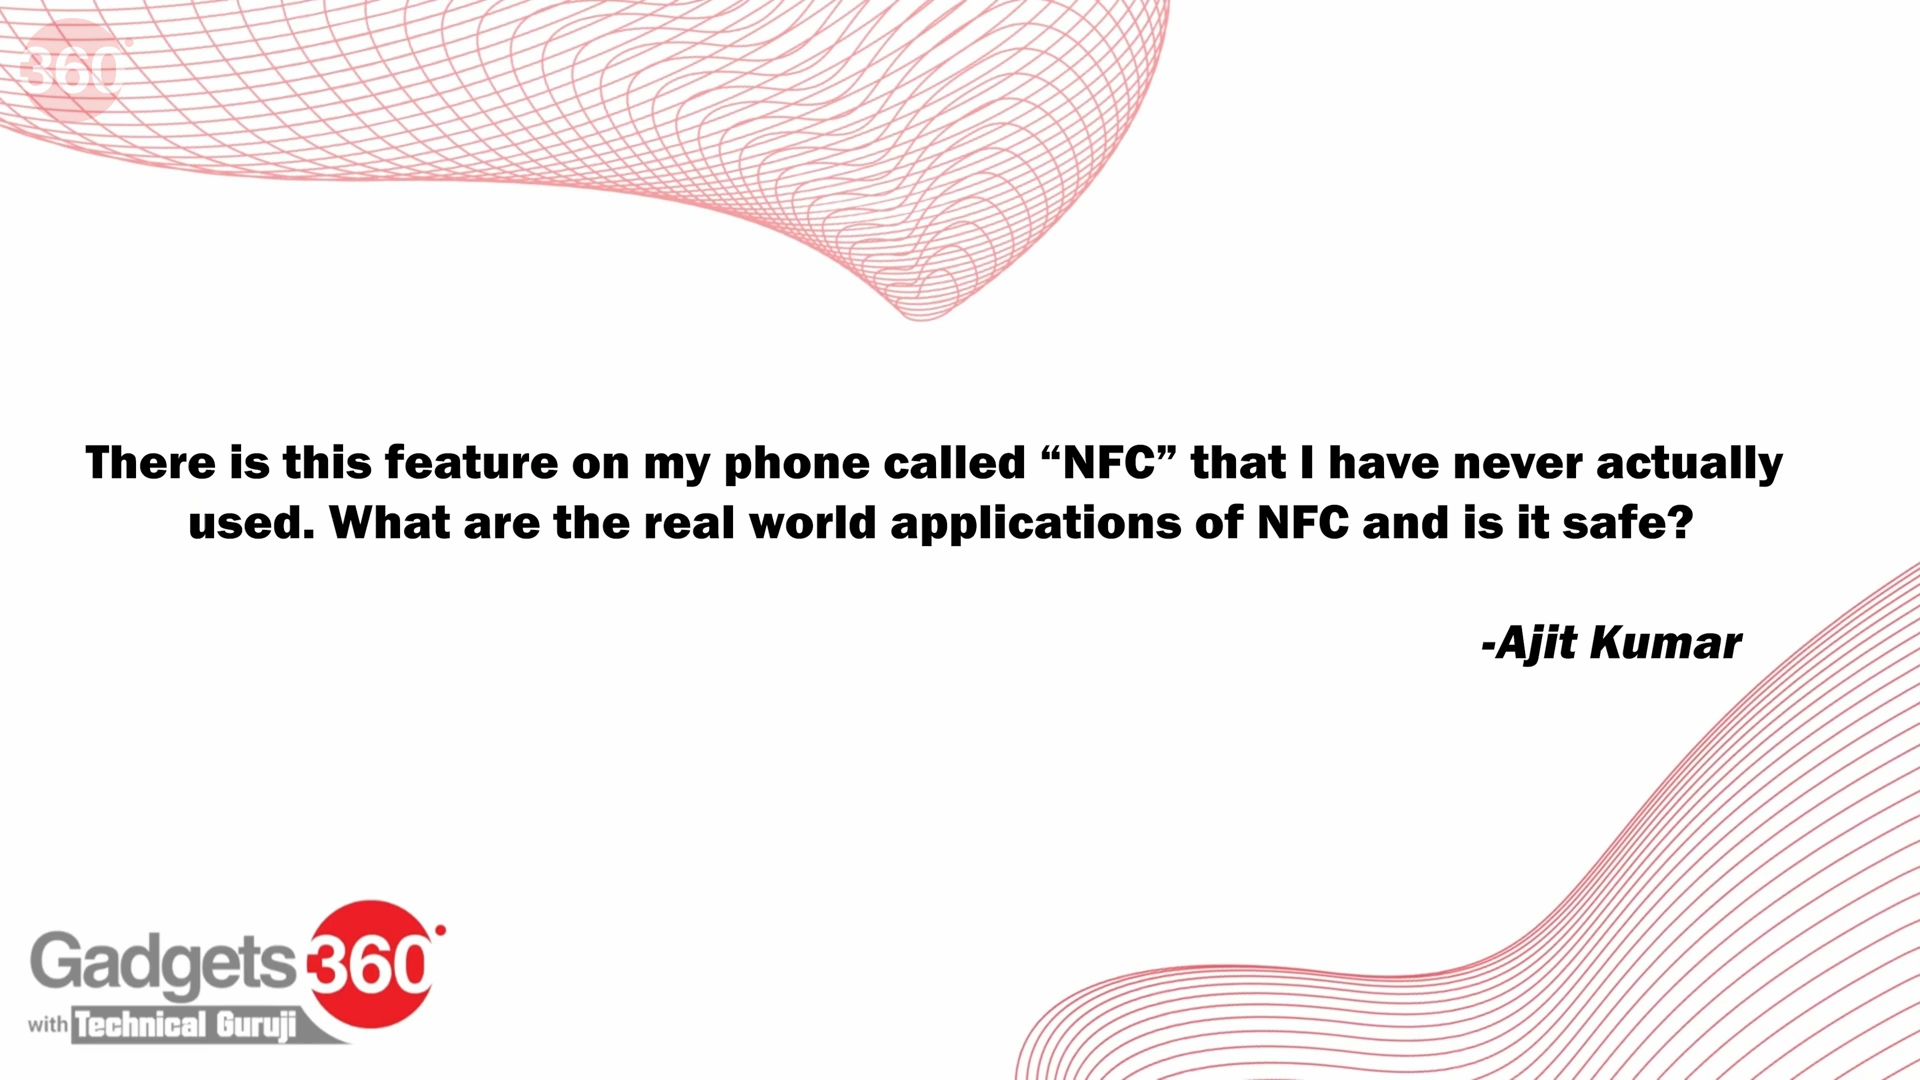 360°
There is this feature on my phone called “NFC” that I have never actually
used. What are the real world applications of NFC and is it safe?
-Ajit Kumar
Gadgets 360°
with Technical Guruji